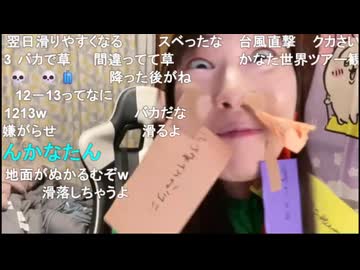 翌日滑りやすくなる　スベったな　台風直撃　クカさい
3 バカで草　間違ってて草　かなた世界ツアー観
💀　💀👖　降った後がね
12－13ってなに
1213w　バカだな
嫌がらせ　滑るよ
んかなたん
地面がぬかるむぞw
滑落しちゃうよ